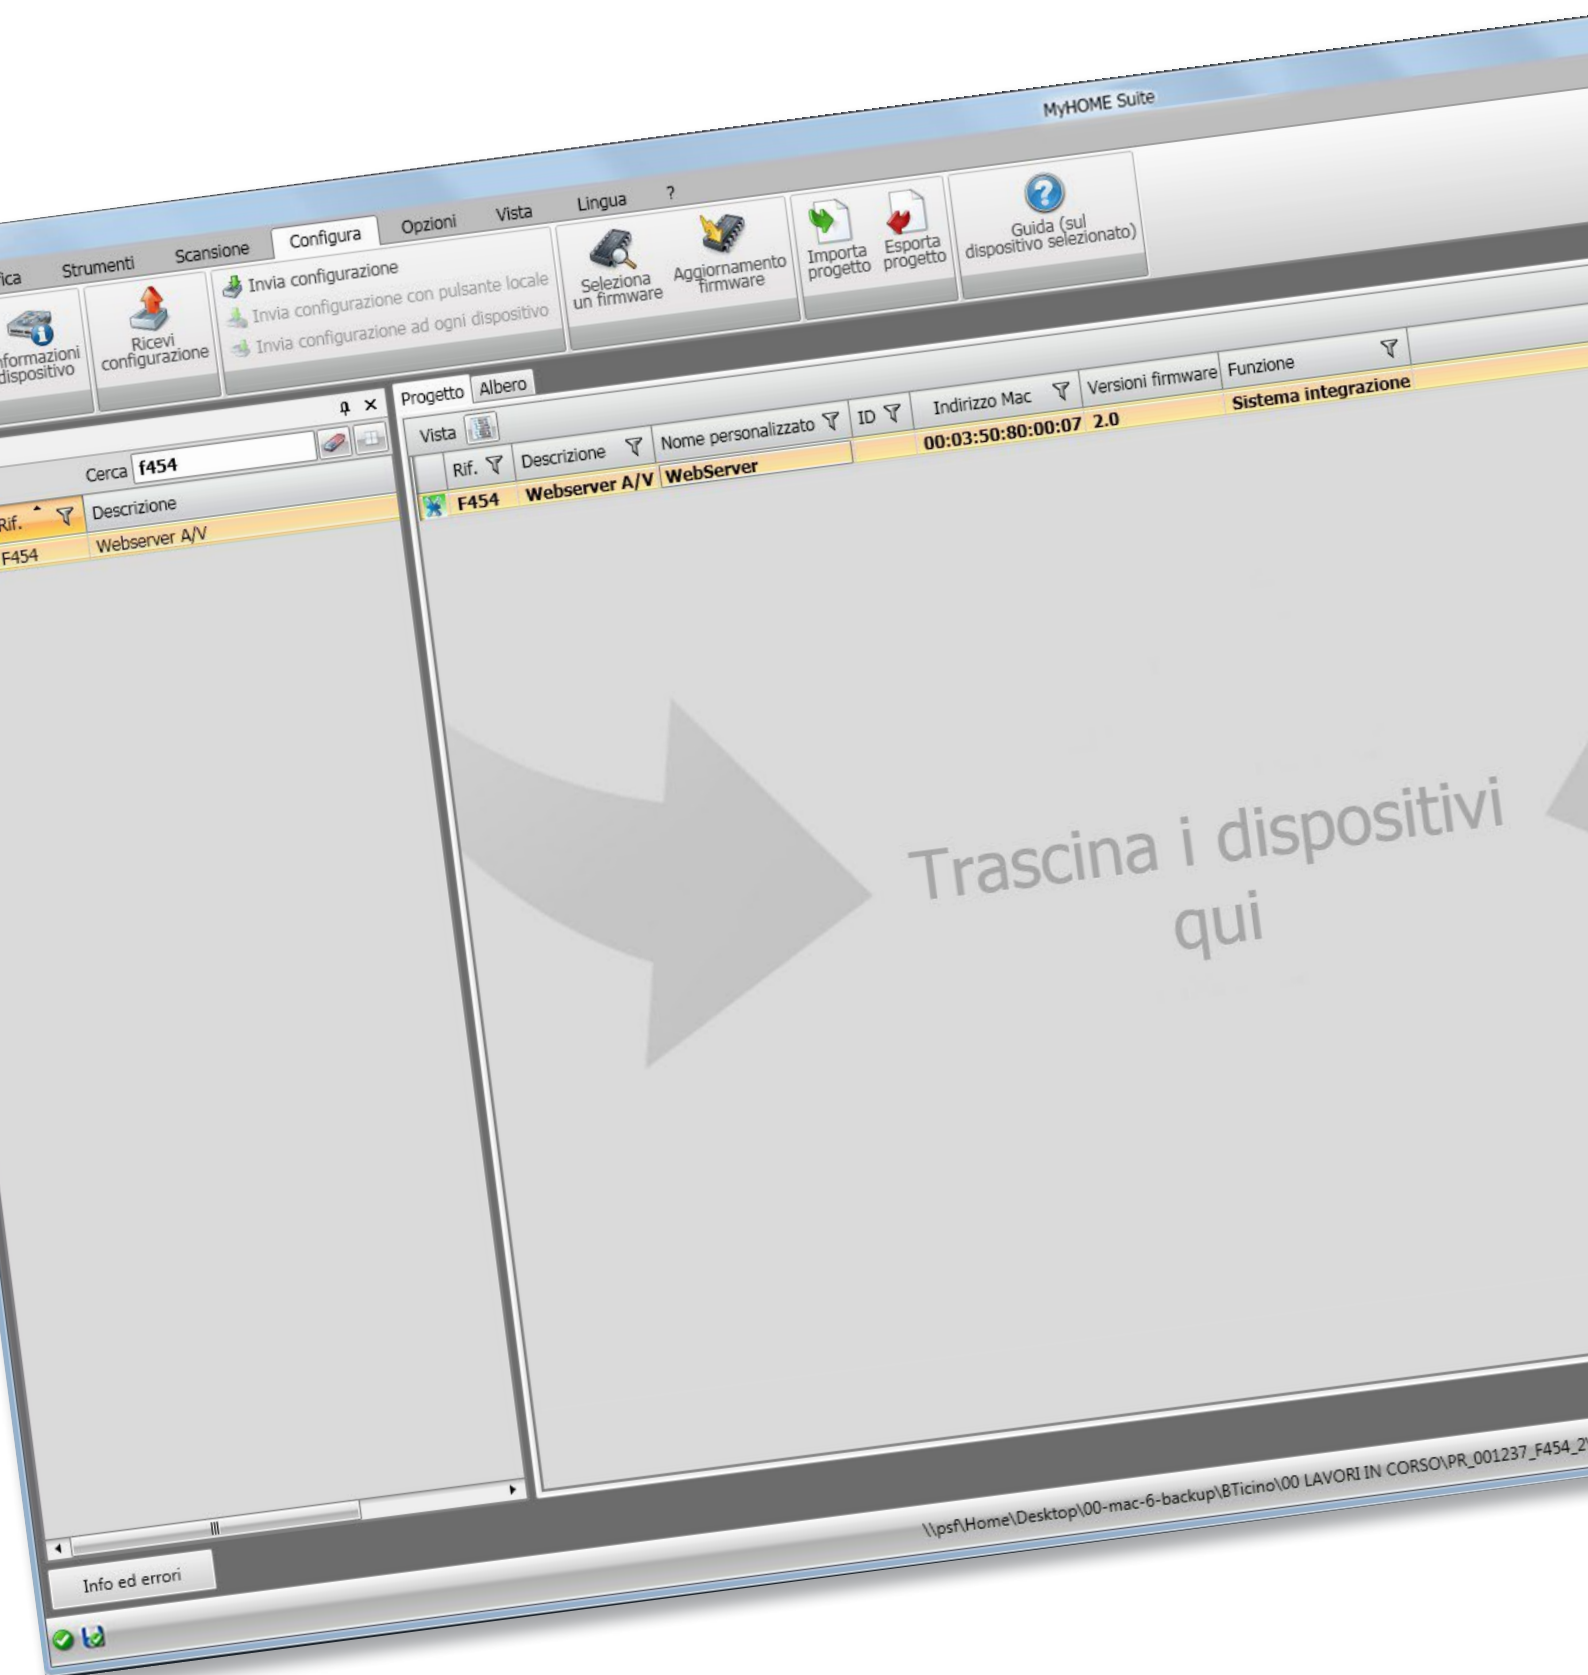 MyHOME Suite
Strumenti
Scansione
Configura
Opzioni
Vista
Lingua
?
Ricevi
configurazione
Invia configurazione
Invia configurazione con pulsante locale
Invia configurazione ad ogni dispositivo
Seleziona
un firmware
Aggiornamento
firmware
Importa
progetto
Esporta
progetto
Guida (sul
dispositivo selezionato)
Cerca f454
Rif. Descrizione
F454 Webserver A/V
Progetto Albero
Vista
Rif. Descrizione Nome personalizzato ID Indirizzo Mac Versioni firmware Funzione
F454 Webserver A/V WebServer 00:03:50:80:00:07 2.0 Sistema integrazione
Trascina i dispositivi
qui
Info ed errori
\\psf\Home\Desktop\00-mac-6-backup\BTicino\00 LAVORI IN CORSO\PR_001237_F454_2